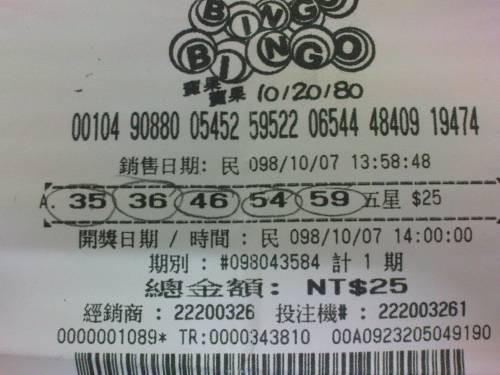 BINGO
BINGO
賓果
賓果 10/20/80
00104 90880 05452 59522 06544 48409 19474
銷售日期: 民 098/10/07 13:58:48
A. 35 36 46 54 59 五星 $25
開獎日期 / 時間 : 民 098/10/07 14:00:00
期別 : #098043584 計 1 期
總金額: NT$25
經銷商 : 22200326 投注機# : 222003261
0000001089* TR:0000343810 00A0923205049190